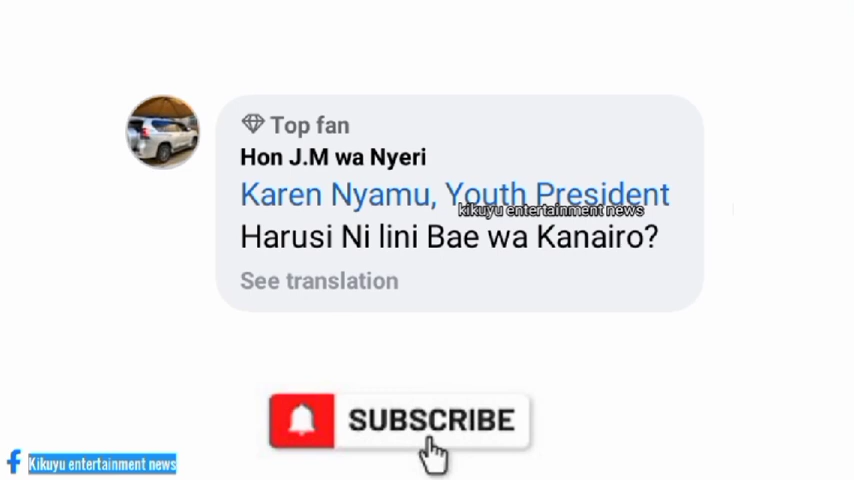 Top fan
Hon J.M wa Nyeri
Karen Nyamu, Youth President
kikuyu entertainment news
Harusi Ni lini Bae wa Kanairo?
See translation
SUBSCRIBE
Kikuyu entertainment news